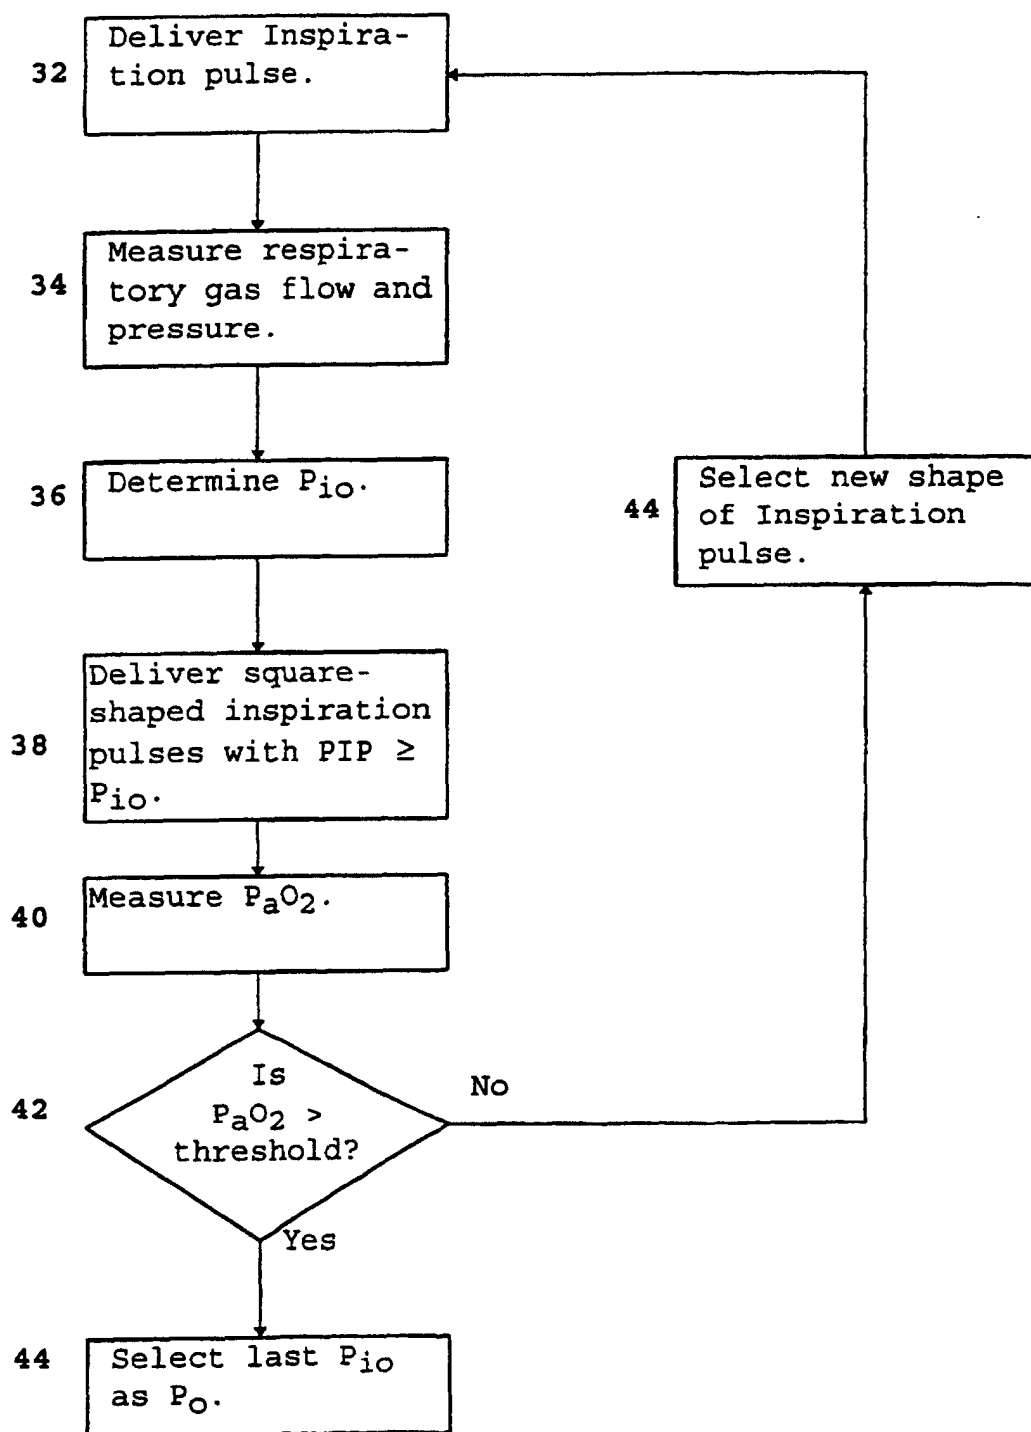 32
Deliver Inspira-
tion pulse.
34
Measure respira-
tory gas flow and
pressure.
36
Determine Pio.
44
Select new shape
of Inspiration
pulse.
38
Deliver square-
shaped inspiration
pulses with PIP ≥
Pio.
40
Measure PaO2.
42
Is
PaO2 >
threshold?
No
Yes
44
Select last Pio
as Po.